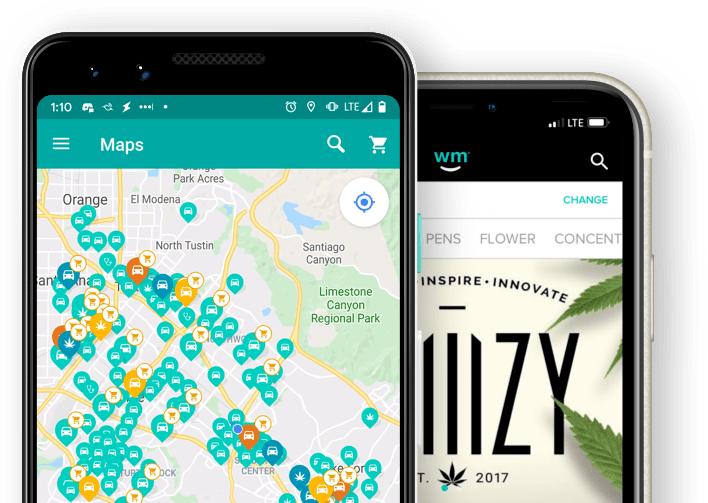 1:10
LTE
Maps
Orange
Park Acres
Orange
El Modena
North Tustin
Santiago
Canyon
Limestone
Canyon
Regional Park
CENTER
LTE
wm
CHANGE
PENS FLOWER CONCENT
INSPIRE • INNOVATE
IIIZY
T. 2017